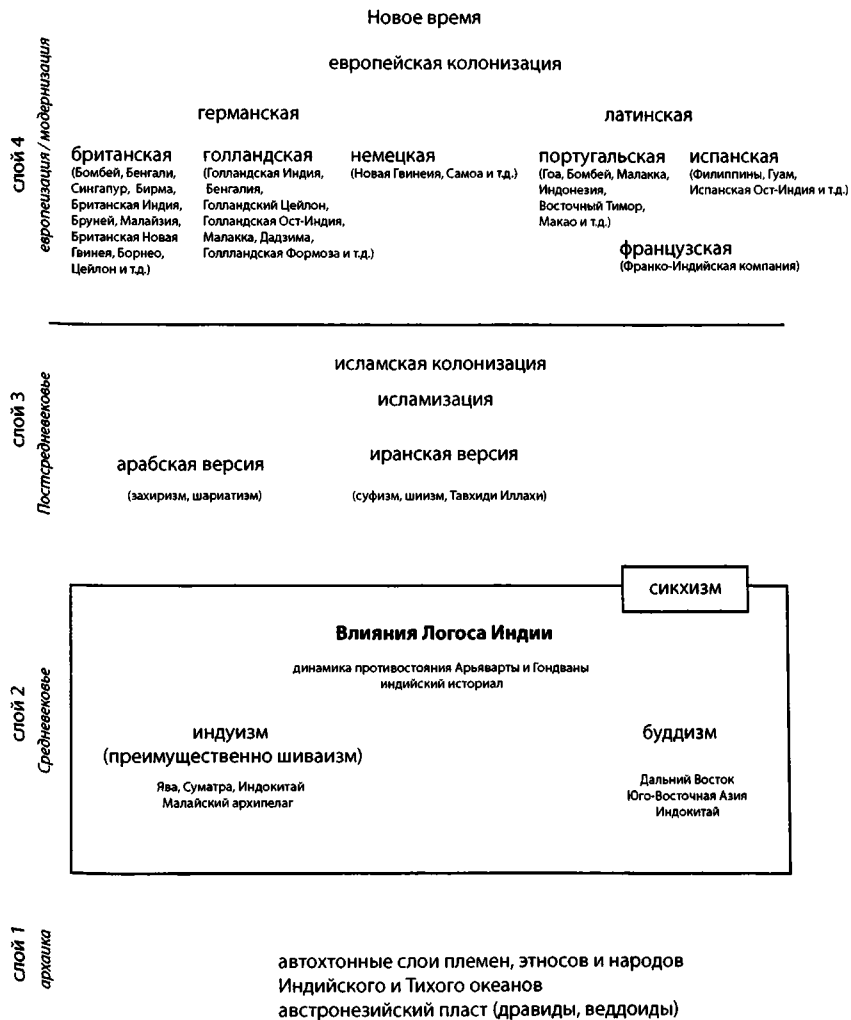 Новое время
европейская колонизация
слой 4
европеизация / модернизация
германская
латинская
британская
(Бомбей, Бенгали,
Сингапур, Бирма,
Британская Индия,
Бруней, Малайзия,
Британская Новая
Гвинея, Борнео,
Цейлон и т.д.)
голландская
(Голландская Индия,
Бенгалия,
Голландский Цейлон,
Голландская Ост-Индия,
Малакка, Дадзима,
Голлландская Формоза и т.д.)
немецкая
(Новая Гвинеия, Самоа и т.д.)
португальская
(Гоа, Бомбей, Малакка,
Индонезия,
Восточный Тимор,
Макао и т.д.)
испанская
(Филиппины, Гуам,
Испанская Ост-Индия и т.д.)
французская
(Франко-Индийская компания)
слой 3
Постсредневековье
исламская колонизация
исламизация
арабская версия
(захиризм, шариатизм)
иранская версия
(суфизм, шиизм, Тавхиди Иллахи)
слой 2
Средневековье
сикхизм
Влияния Логоса Индии
динамика противостояния Арьяварты и Гондваны
индийский историал
индуизм
(преимущественно шиваизм)
Ява, Суматра, Индокитай
Малайский архипелаг
буддизм
Дальний Восток
Юго-Восточная Азия
Индокитай
слой 1
архаика
автохтонные слои племен, этносов и народов
Индийского и Тихого океанов
австронезийский пласт (дравиды, веддоиды)